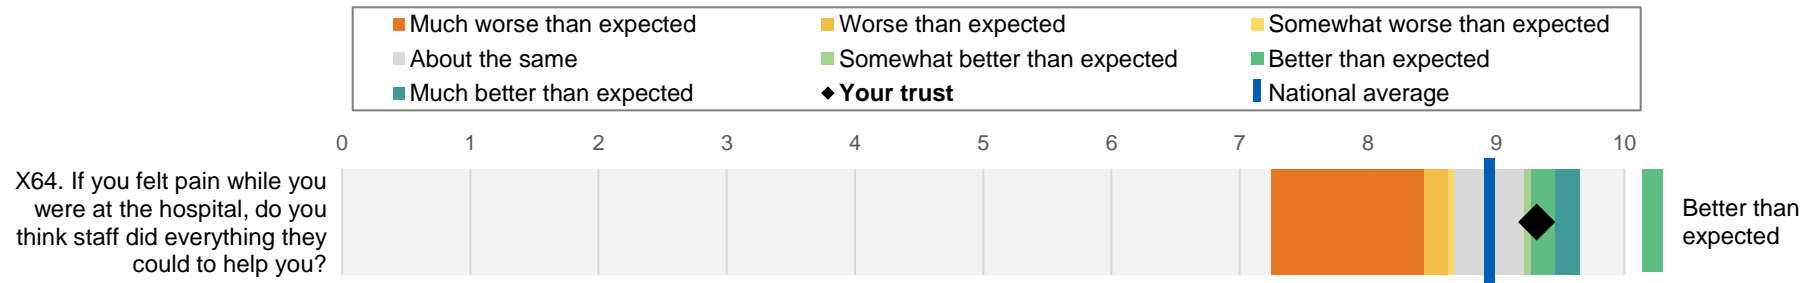 Much worse than expected
Worse than expected
Somewhat worse than expected
About the same
Somewhat better than expected
Better than expected
Much better than expected
Your trust
National average
0 1 2 3 4 5 6 7 8 9 10
X64. If you felt pain while you
were at the hospital, do you
think staff did everything they
could to help you?
Better than
expected